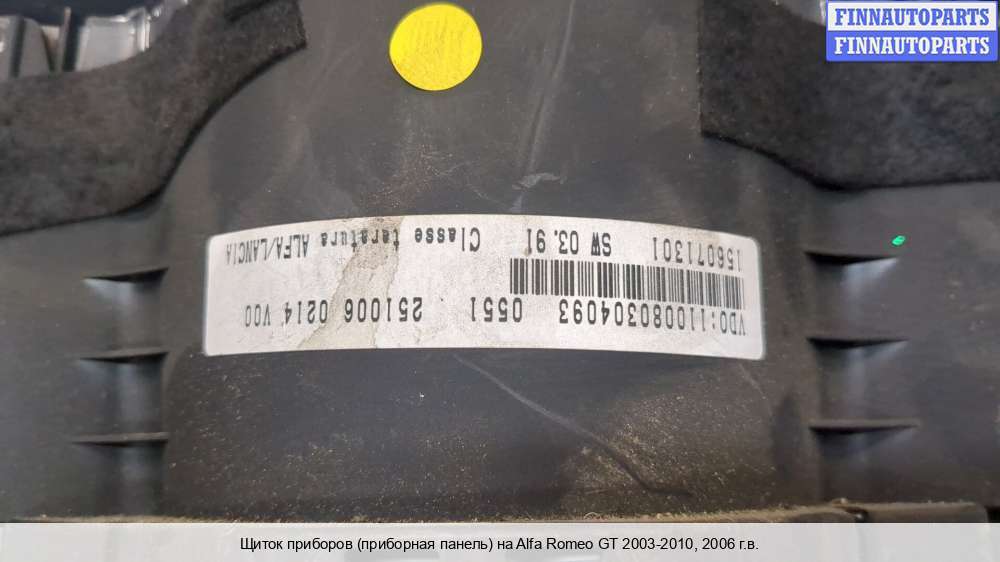 FINNAUTOPARTS
FINNAUTOPARTS
VDO:110080304093 0551 251006 0214 V00
156071301 SW 03.91 Classe taratura ALFA/LANCIA
Щиток приборов (приборная панель) на Alfa Romeo GT 2003-2010, 2006 г.в.